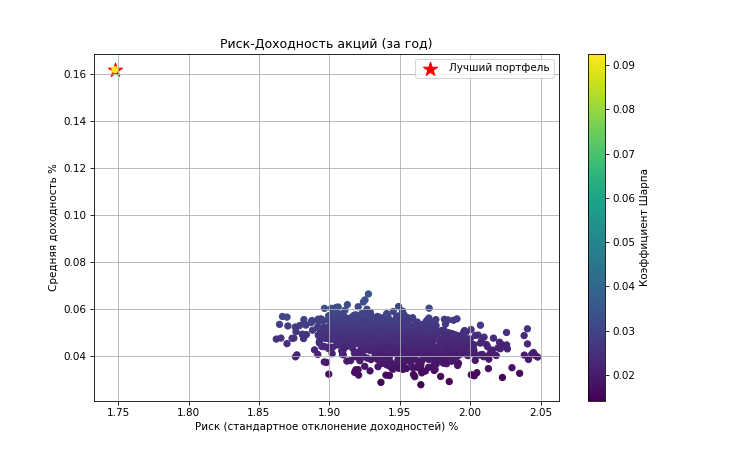 Риск-Доходность акций (за год)
Лучший портфель
Средняя доходность %
0.16
0.14
0.12
0.10
0.08
0.06
0.04
1.75 1.80 1.85 1.90 1.95 2.00 2.05
Риск (стандартное отклонение доходностей) %
0.09
0.08
0.07
0.06
0.05
0.04
0.03
0.02
Коэффициент Шарпа